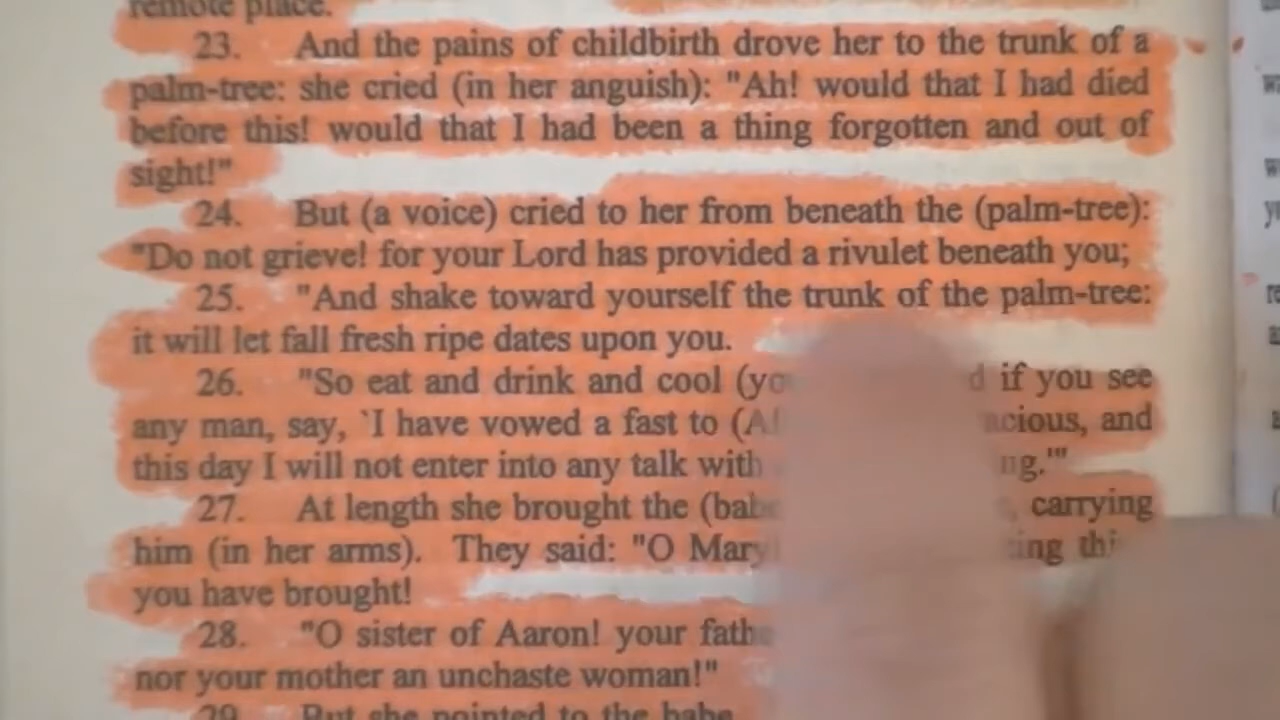 remote place.
23. And the pains of childbirth drove her to the trunk of a
palm-tree: she cried (in her anguish): "Ah! would that I had died
before this! would that I had been a thing forgotten and out of
sight!"
24. But (a voice) cried to her from beneath the (palm-tree):
"Do not grieve! for your Lord has provided a rivulet beneath you;
25. "And shake toward yourself the trunk of the palm-tree:
it will let fall fresh ripe dates upon you.
26. "So eat and drink and cool if you see
any man, say, `I have vowed a fast to and
this day I will not enter into any talk with
27. At length she brought the carrying
him (in her arms). They said: "O Mary
you have brought!
28. "O sister of Aaron! your
nor your mother an unchaste woman!"
29. But she pointed to the babe.